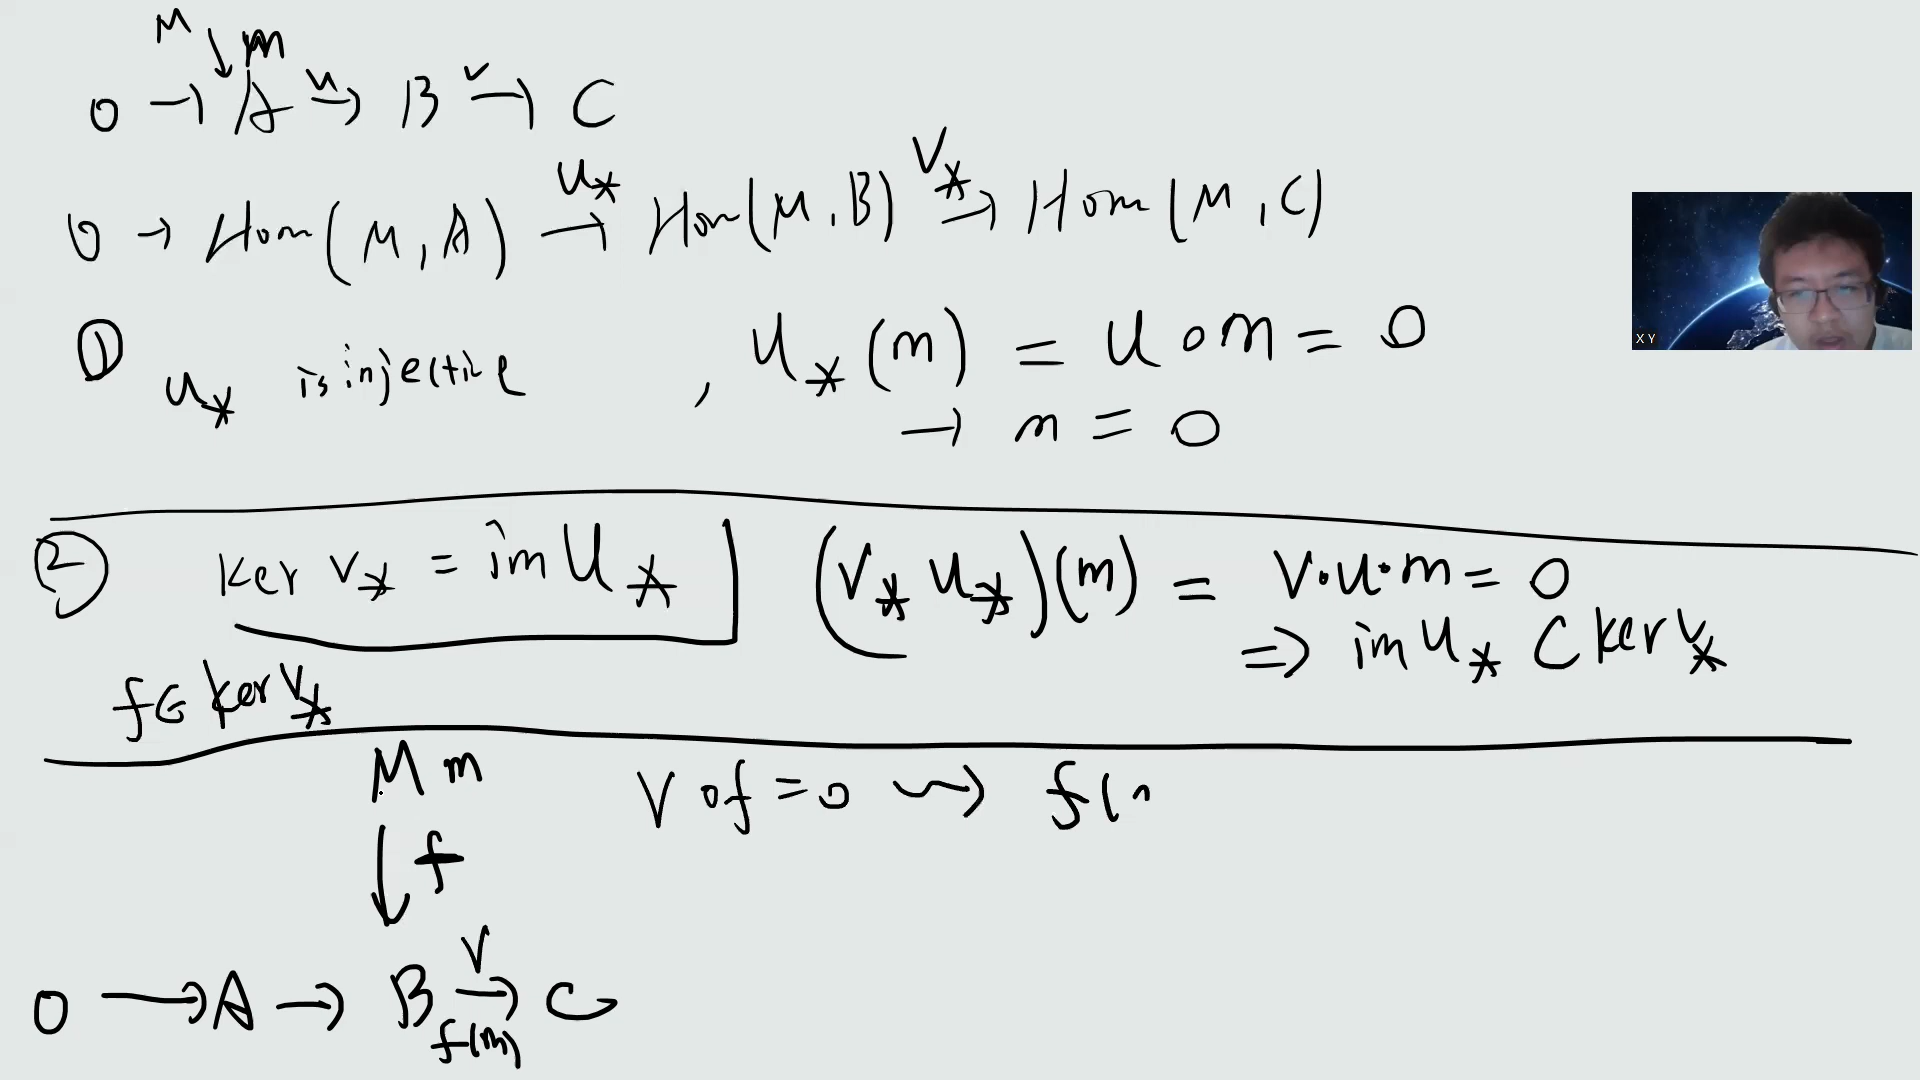 M m
0 → A u→ B v→ C
0 → Hom(M, A) u*→ Hom(M, B) v*→ Hom(M, C)
① u* is injective , u*(m) = u∘m = 0
→ m = 0
② ker v* = im u* (v* u*)(m) = v∘u∘m = 0
⇒ im u* ⊂ ker v*
f ∈ ker v*
M m v∘f = 0 ⇝ f(
↓ f
0 → A → B v→ C
f(m)
X Y